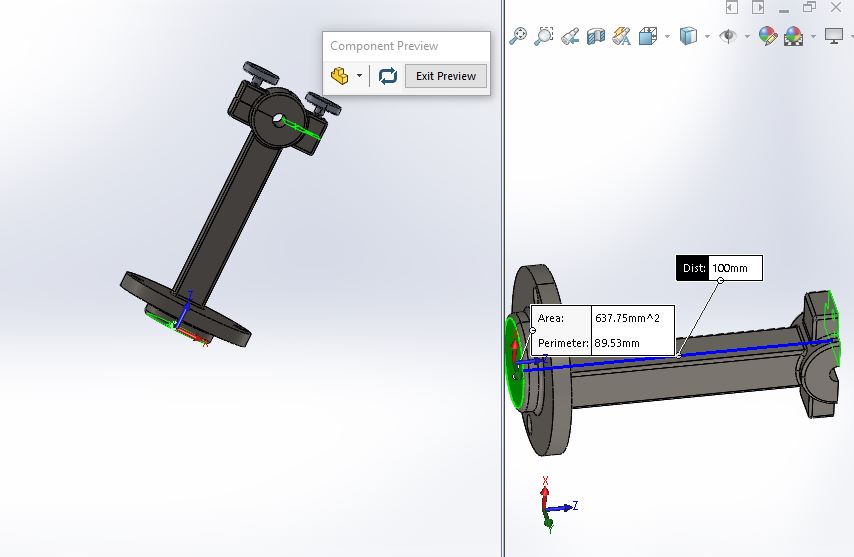 Component Preview
Exit Preview
Z
X
Dist: 100mm
Area: 637.75mm^2
Perimeter: 89.53mm
Z
X
Z